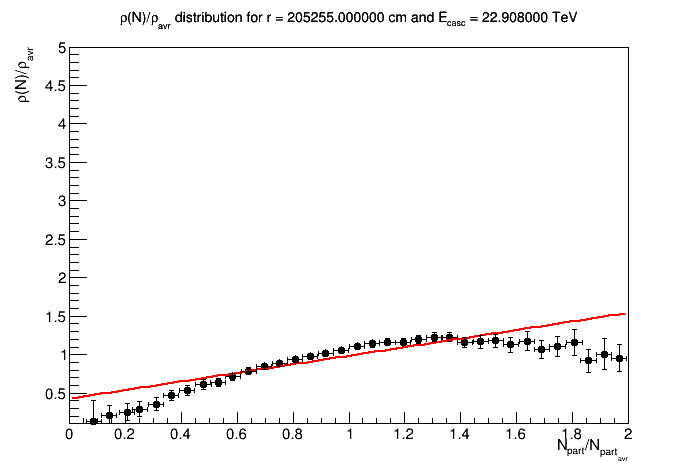 ρ(N)/ρavr distribution for r = 205255.000000 cm and Ecasc = 22.908000 TeV
ρ(N)/ρavr
5
4.5
4
3.5
3
2.5
2
1.5
1
0.5
0 0.2 0.4 0.6 0.8 1 1.2 1.4 1.6 1.8 2
Npart/Npartavr